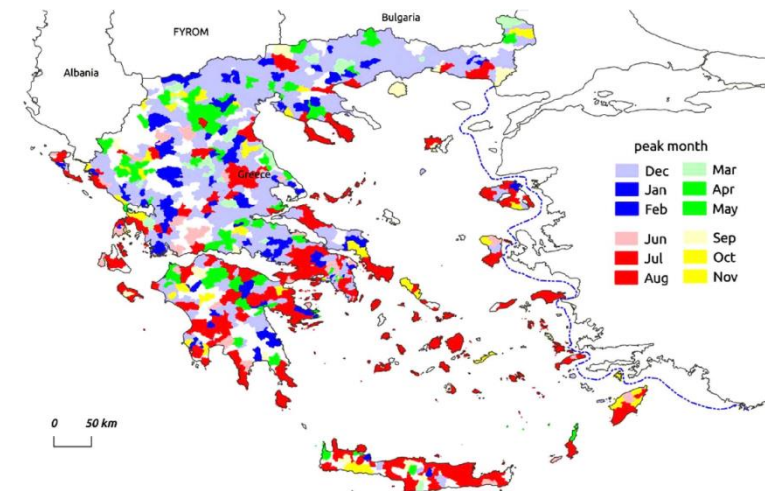 Bulgaria
FYROM
Albania
Greece
peak month
Dec Mar
Jan Apr
Feb May
Jun Sep
Jul Oct
Aug Nov
0 50 km